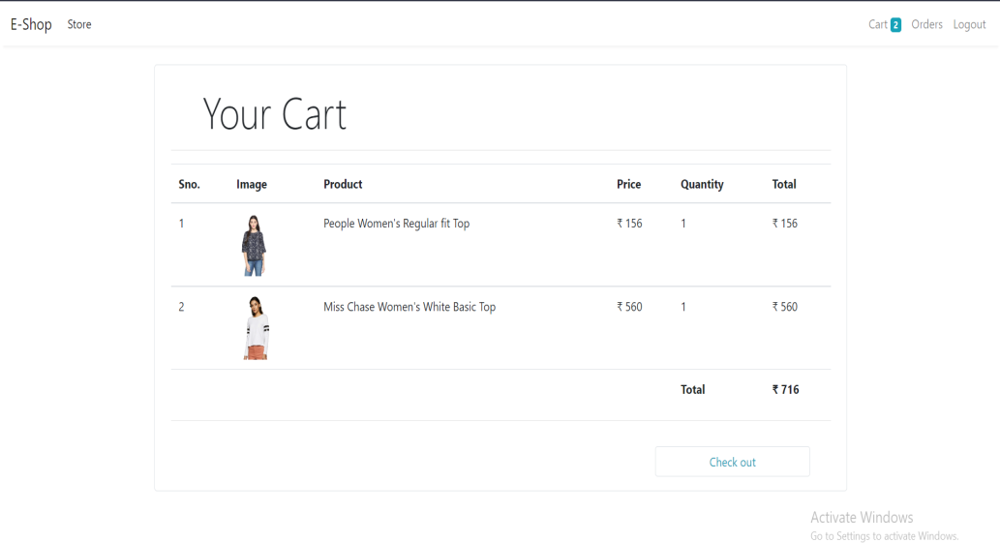 E-Shop Store Cart 2 Orders Logout
Your Cart
Sno. Image Product Price Quantity Total
1 People Women's Regular fit Top ₹ 156 1 ₹ 156
2 Miss Chase Women's White Basic Top ₹ 560 1 ₹ 560
Total ₹ 716
Check out
Activate Windows
Go to Settings to activate Windows.